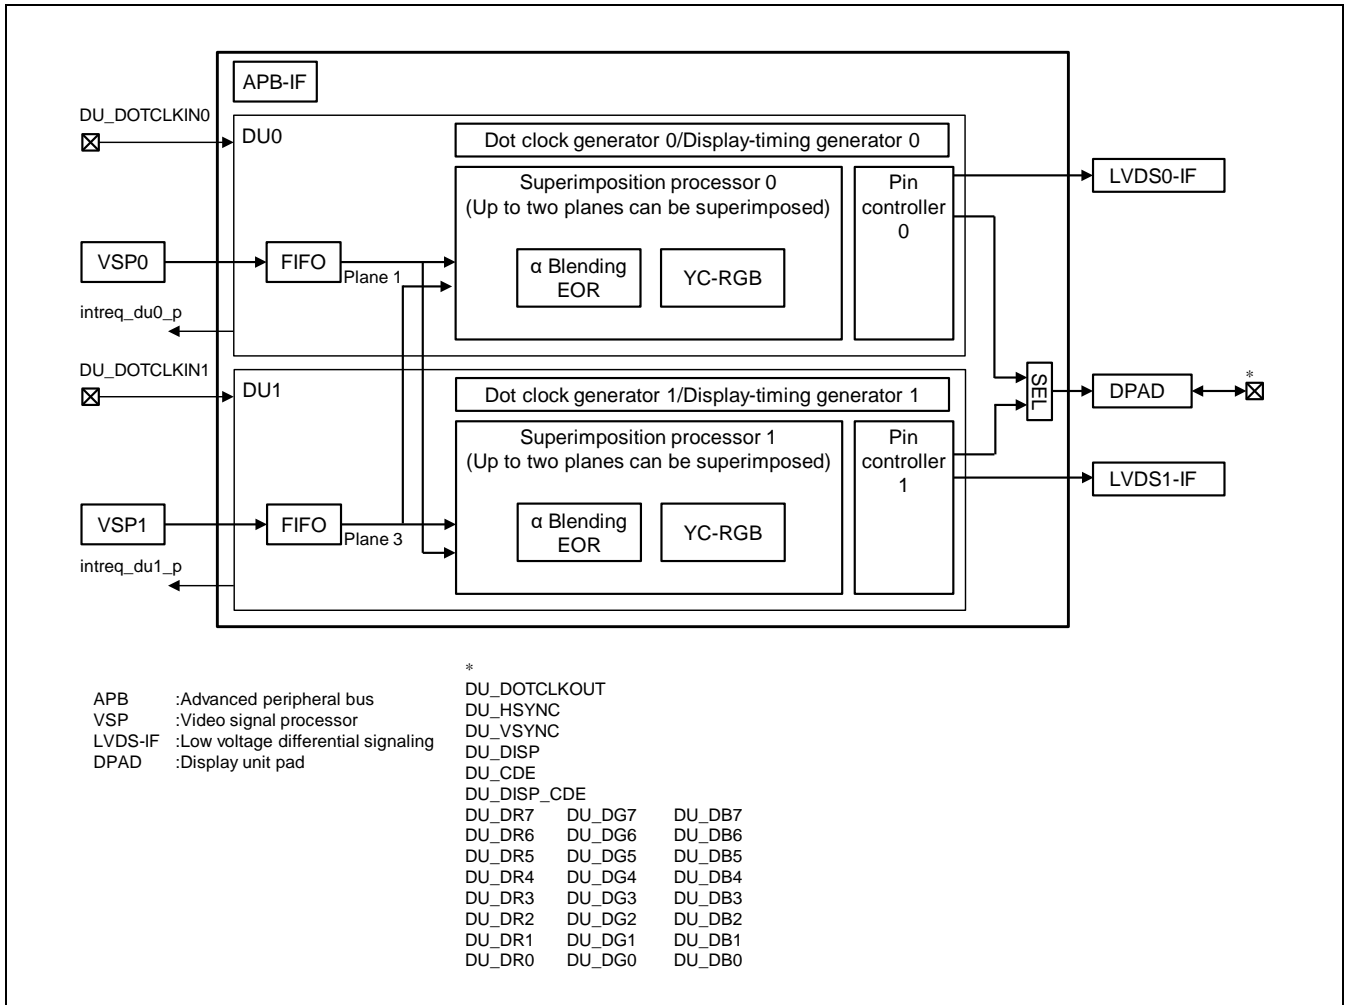 APB-IF
DU_DOTCLKIN0
DU0
Dot clock generator 0/Display-timing generator 0
Superimposition processor 0
(Up to two planes can be superimposed)
Pin
controller
0
LVDS0-IF
VSP0
FIFO
Plane 1
α Blending
EOR
YC-RGB
intreq_du0_p
DU_DOTCLKIN1
DU1
Dot clock generator 1/Display-timing generator 1
SEL
DPAD
*
Superimposition processor 1
(Up to two planes can be superimposed)
Pin
controller
1
LVDS1-IF
VSP1
FIFO
Plane 3
α Blending
EOR
YC-RGB
intreq_du1_p
APB :Advanced peripheral bus
VSP :Video signal processor
LVDS-IF :Low voltage differential signaling
DPAD :Display unit pad
*
DU_DOTCLKOUT
DU_HSYNC
DU_VSYNC
DU_DISP
DU_CDE
DU_DISP_CDE
DU_DR7 DU_DG7 DU_DB7
DU_DR6 DU_DG6 DU_DB6
DU_DR5 DU_DG5 DU_DB5
DU_DR4 DU_DG4 DU_DB4
DU_DR3 DU_DG3 DU_DB3
DU_DR2 DU_DG2 DU_DB2
DU_DR1 DU_DG1 DU_DB1
DU_DR0 DU_DG0 DU_DB0